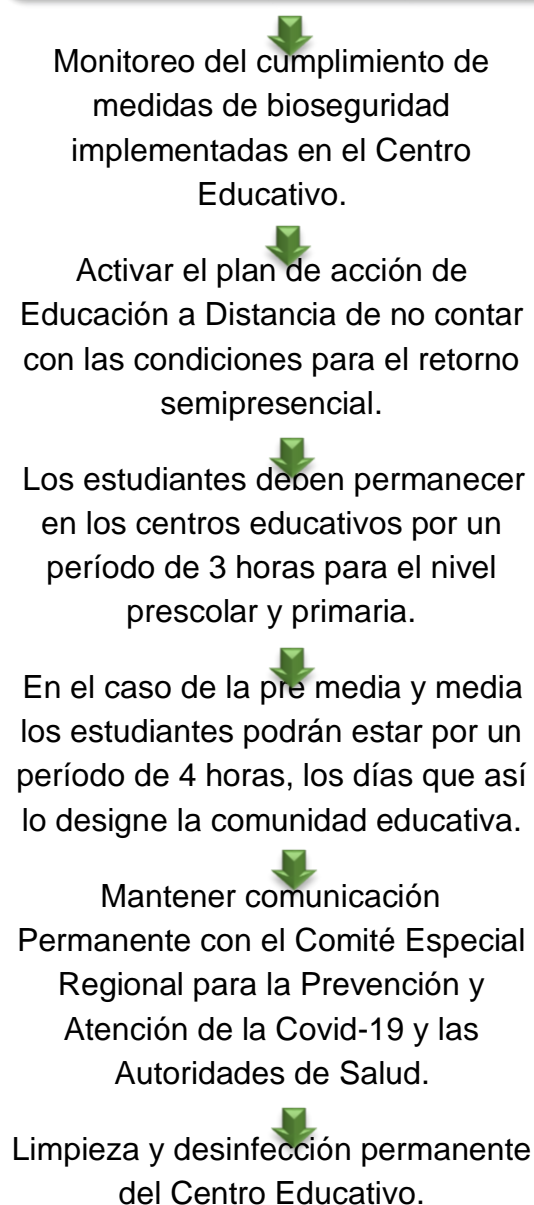 Monitoreo del cumplimiento de
medidas de bioseguridad
implementadas en el Centro
Educativo.
Activar el plan de acción de
Educación a Distancia de no contar
con las condiciones para el retorno
semipresencial.
Los estudiantes deben permanecer
en los centros educativos por un
período de 3 horas para el nivel
prescolar y primaria.
En el caso de la pre media y media
los estudiantes podrán estar por un
período de 4 horas, los días que así
lo designe la comunidad educativa.
Mantener comunicación
Permanente con el Comité Especial
Regional para la Prevención y
Atención de la Covid-19 y las
Autoridades de Salud.
Limpieza y desinfección permanente
del Centro Educativo.